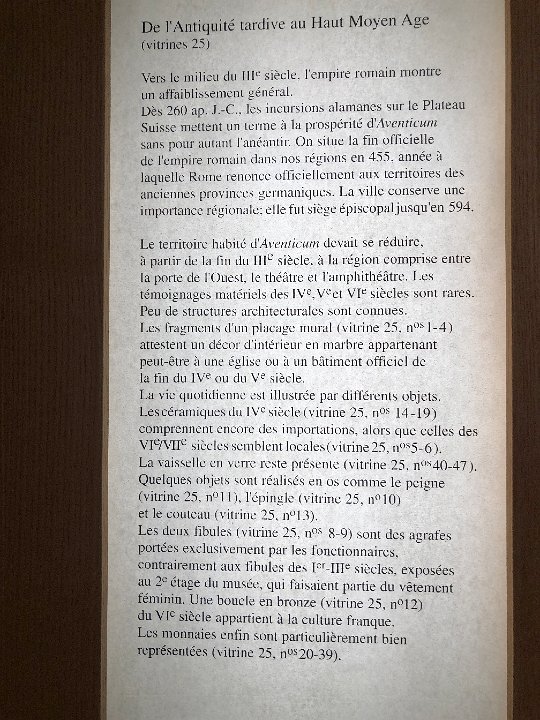 De l'Antiquité tardive au Haut Moyen Age
(vitrines 25)
Vers le milieu du IIIe siècle, l'empire romain montre
un affaiblissement général.
Dès 260 ap. J.-C., les incursions alamanes sur le Plateau
Suisse mettent un terme à la prospérité d'Aventicum
sans pour autant l'anéantir. On situe la fin officielle
de l'empire romain dans nos régions en 455, année à
laquelle Rome renonce officiellement aux territoires des
anciennes provinces germaniques. La ville conserve une
importance régionale: elle fut siège épiscopal jusqu'en 594.
Le territoire habité d'Aventicum devait se réduire,
à partir de la fin du IIIe siècle, à la région comprise entre
la porte de l'Ouest, le théâtre et l'amphithéâtre. Les
témoignages matériels des IVe, Ve et VIe siècles sont rares.
Peu de structures architecturales sont connues.
Les fragments d'un placage mural (vitrine 25, nos 1-4)
attestent un décor d'intérieur en marbre appartenant
peut-être à une église ou à un bâtiment officiel de
la fin du IVe ou du Ve siècle.
La vie quotidienne est illustrée par différents objets.
Les céramiques du IVe siècle (vitrine 25, nos 14-19)
comprennent encore des importations, alors que celles des
VIe/VIIe siècles semblent locales (vitrine 25, nos 5-6).
La vaisselle en verre reste présente (vitrine 25, nos 40-47).
Quelques objets sont réalisés en os comme le peigne
(vitrine 25, no 11), l'épingle (vitrine 25, no 10)
et le couteau (vitrine 25, no 13).
Les deux fibules (vitrine 25, nos 8-9) sont des agrafes
portées exclusivement par les fonctionnaires,
contrairement aux fibules des Ier-IIIe siècles, exposées
au 2e étage du musée, qui faisaient partie du vêtement
féminin. Une boucle en bronze (vitrine 25, no 12)
du VIe siècle appartient à la culture franque.
Les monnaies enfin sont particulièrement bien
représentées (vitrine 25, nos 20-39).